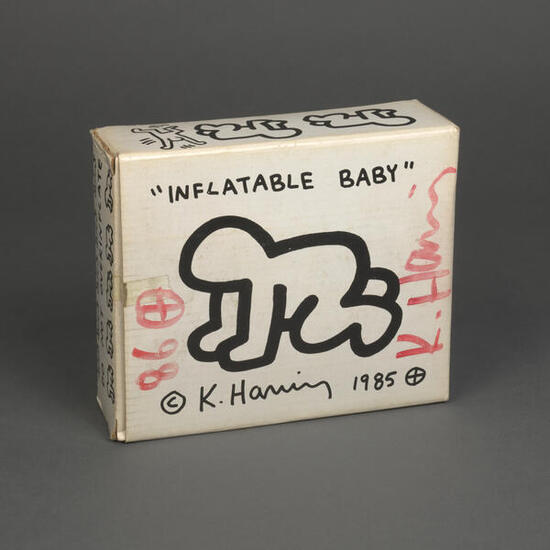 "INFLATABLE BABY"
© K. Haring 1985 ⊕
86 ⊕
K. Haring